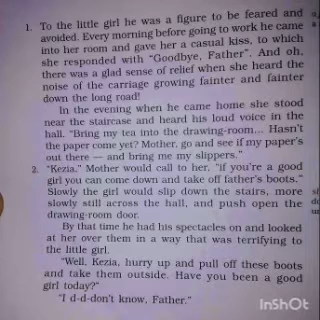 1. To the little girl he was a figure to be feared and
avoided. Every morning before going to work he came
into her room and gave her a casual kiss, to which
she responded with "Goodbye, Father". And oh,
there was a glad sense of relief when she heard the
noise of the carriage growing fainter and fainter
down the long road!
In the evening when he came home she stood
near the staircase and heard his loud voice in the
hall. "Bring my tea into the drawing-room... Hasn't
the paper come yet? Mother, go and see if my paper's
out there — and bring me my slippers."
2. "Kezia," Mother would call to her, "if you're a good
girl you can come down and take off father's boots."
Slowly the girl would slip down the stairs, more
slowly still across the hall, and push open the
drawing-room door.
By that time he had his spectacles on and looked
at her over them in a way that was terrifying to
the little girl.
"Well, Kezia, hurry up and pull off these boots
and take them outside. Have you been a good
girl today?"
"I d-d-don't know, Father."
InShOt